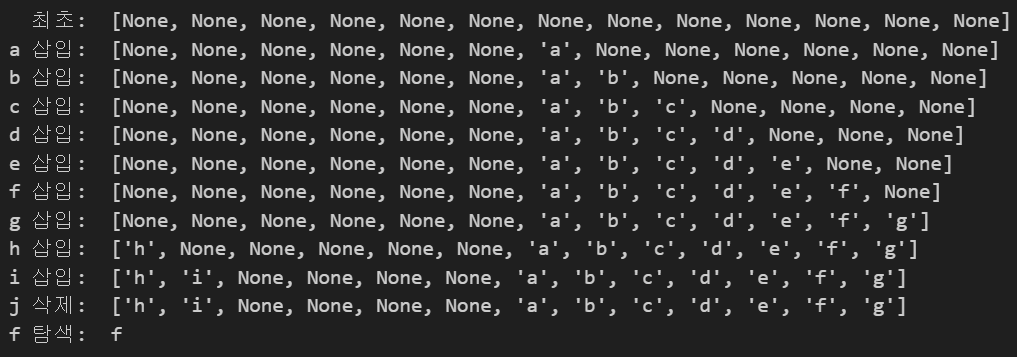 최초: [None, None, None, None, None, None, None, None, None, None, None, None, None]
a 삽입: [None, None, None, None, None, None, 'a', None, None, None, None, None, None]
b 삽입: [None, None, None, None, None, None, 'a', 'b', None, None, None, None, None]
c 삽입: [None, None, None, None, None, None, 'a', 'b', 'c', None, None, None, None]
d 삽입: [None, None, None, None, None, None, 'a', 'b', 'c', 'd', None, None, None]
e 삽입: [None, None, None, None, None, None, 'a', 'b', 'c', 'd', 'e', None, None]
f 삽입: [None, None, None, None, None, None, 'a', 'b', 'c', 'd', 'e', 'f', None]
g 삽입: [None, None, None, None, None, None, 'a', 'b', 'c', 'd', 'e', 'f', 'g']
h 삽입: ['h', None, None, None, None, None, 'a', 'b', 'c', 'd', 'e', 'f', 'g']
i 삽입: ['h', 'i', None, None, None, None, 'a', 'b', 'c', 'd', 'e', 'f', 'g']
j 삭제: ['h', 'i', None, None, None, None, 'a', 'b', 'c', 'd', 'e', 'f', 'g']
f 탐색: f